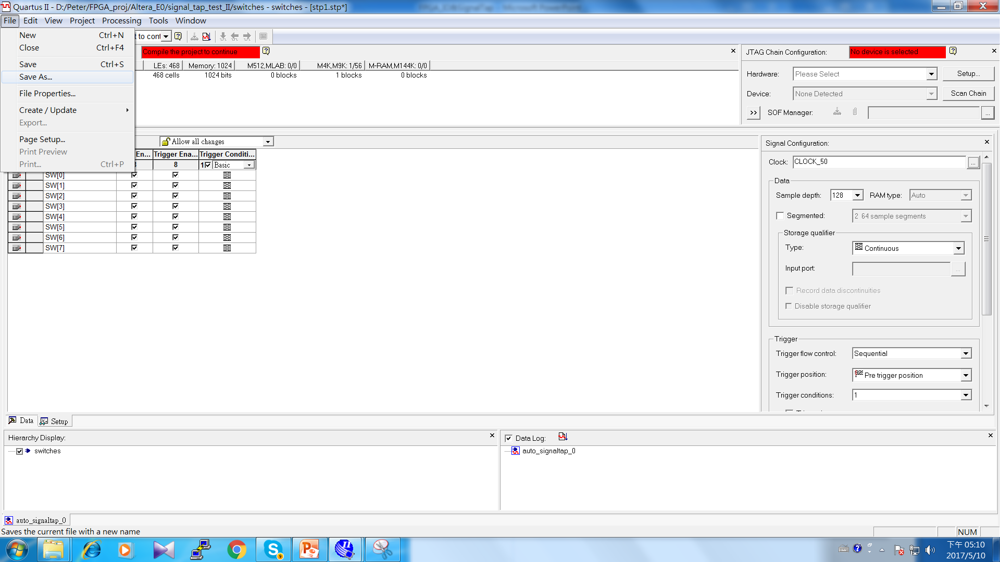 Quartus II - D:/Peter/FPGA_proj/Altera_E0/signal_tap_test_II/switches - switches - [stp1.stp*]
File Edit View Project Processing Tools Window
New Ctrl+N
Close Ctrl+F4
Save Ctrl+S
Save As...
File Properties...
Create / Update
Export...
Page Setup...
Print Preview
Print... Ctrl+P
t to cont
Compile the project to continue
LEs: 468 Memory: 1024 M512,MLAB: 0/0 M4K,M9K: 1/56 M-RAM,M144K: 0/0
468 cells 1024 bits 0 blocks 1 blocks 0 blocks
JTAG Chain Configuration: No device is selected
Hardware: Please Select Setup...
Device: None Detected Scan Chain
>> SOF Manager: ...
Allow all changes
En... Trigger Ena... Trigger Conditi...
8 1 Basic
SW[0]
SW[1]
SW[2]
SW[3]
SW[4]
SW[5]
SW[6]
SW[7]
Signal Configuration:
Clock: CLOCK_50 ...
Data
Sample depth: 128 RAM type: Auto
Segmented: 2 64 sample segments
Storage qualifier
Type: Continuous
Input port: ...
Record data discontinuities
Disable storage qualifier
Trigger
Trigger flow control: Sequential
Trigger position: Pre trigger position
Trigger conditions: 1
Data Setup
Hierarchy Display:
switches
Data Log:
auto_signaltap_0
auto_signaltap_0
Saves the current file with a new name
NUM
下午 05:10
2017/5/10